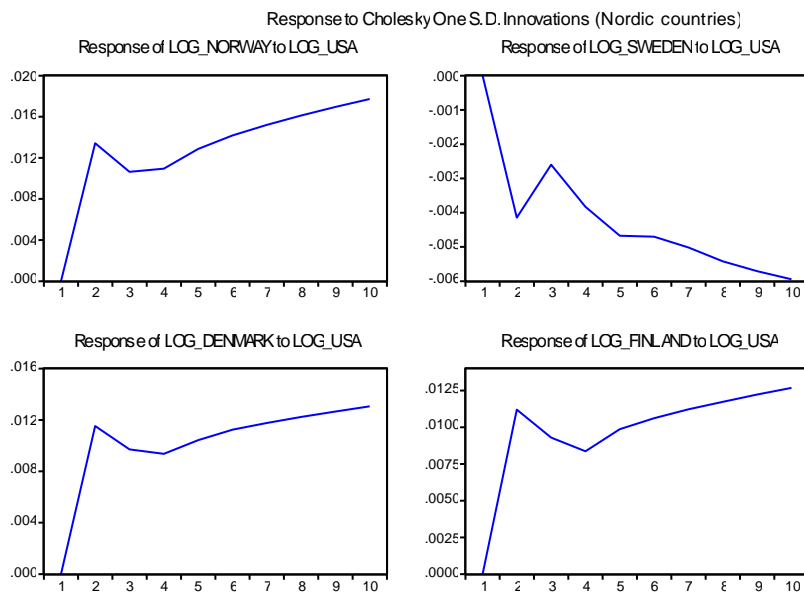 Response to Cholesky One S.D. Innovations (Nordic countries)
Response of LOG_NORWAY to LOG_USA
.020
.016
.012
.008
.004
.000
1 2 3 4 5 6 7 8 9 10
Response of LOG_SWEDEN to LOG_USA
.000
-.001
-.002
-.003
-.004
-.005
-.006
1 2 3 4 5 6 7 8 9 10
Response of LOG_DENMARK to LOG_USA
.016
.012
.008
.004
.000
1 2 3 4 5 6 7 8 9 10
Response of LOG_FINLAND to LOG_USA
.0125
.0100
.0075
.0050
.0025
.0000
1 2 3 4 5 6 7 8 9 10